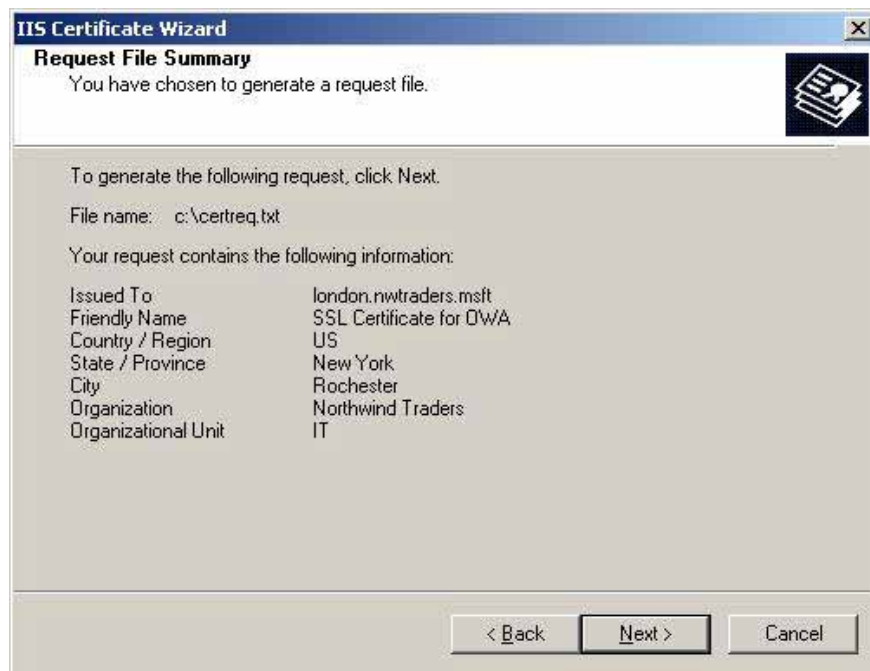 IIS Certificate Wizard
Request File Summary
You have chosen to generate a request file.
To generate the following request, click Next.
File name: c:\certreq.txt
Your request contains the following information:
Issued To london.nwtraders.msft
Friendly Name SSL Certificate for OWA
Country / Region US
State / Province New York
City Rochester
Organization Northwind Traders
Organizational Unit IT
< Back Next > Cancel